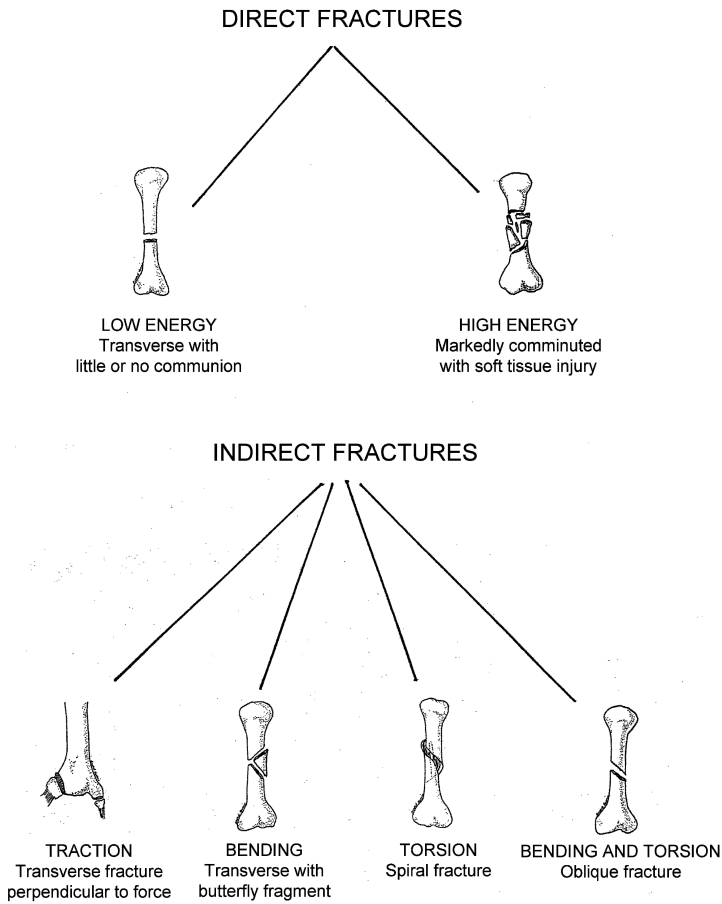 DIRECT FRACTURES
LOW ENERGY
Transverse with
little or no communion
HIGH ENERGY
Markedly comminuted
with soft tissue injury
INDIRECT FRACTURES
TRACTION
Transverse fracture
perpendicular to force
BENDING
Transverse with
butterfly fragment
TORSION
Spiral fracture
BENDING AND TORSION
Oblique fracture